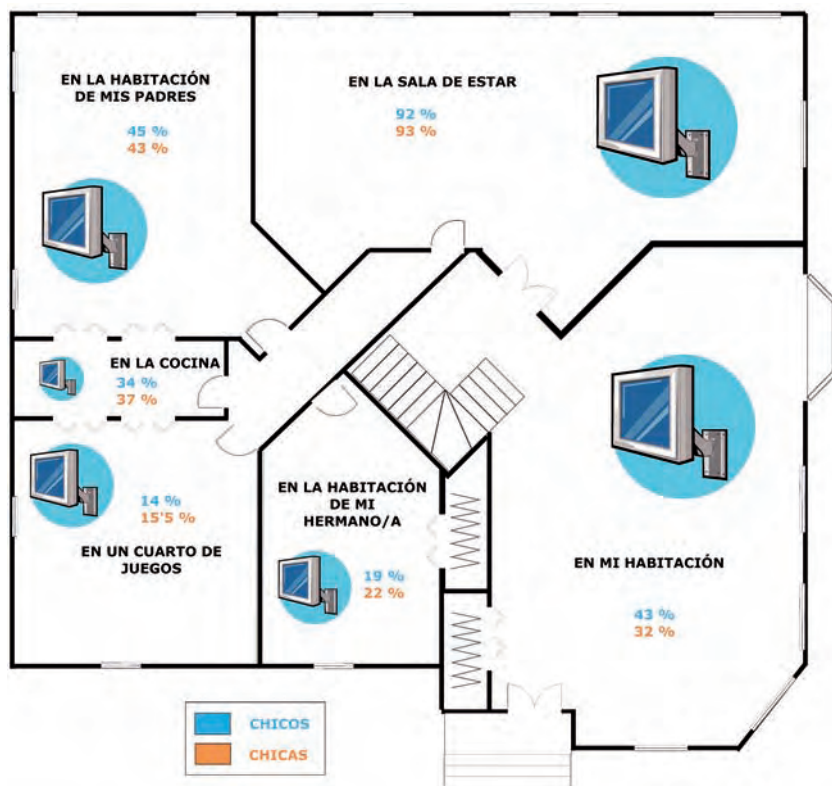 EN LA HABITACIÓN
DE MIS PADRES
45 %
43 %
EN LA SALA DE ESTAR
92 %
93 %
EN LA COCINA
34 %
37 %
14 %
15'5 %
EN UN CUARTO DE
JUEGOS
EN LA HABITACIÓN
DE MI
HERMANO/A
19 %
22 %
EN MI HABITACIÓN
43 %
32 %
CHICOS
CHICAS